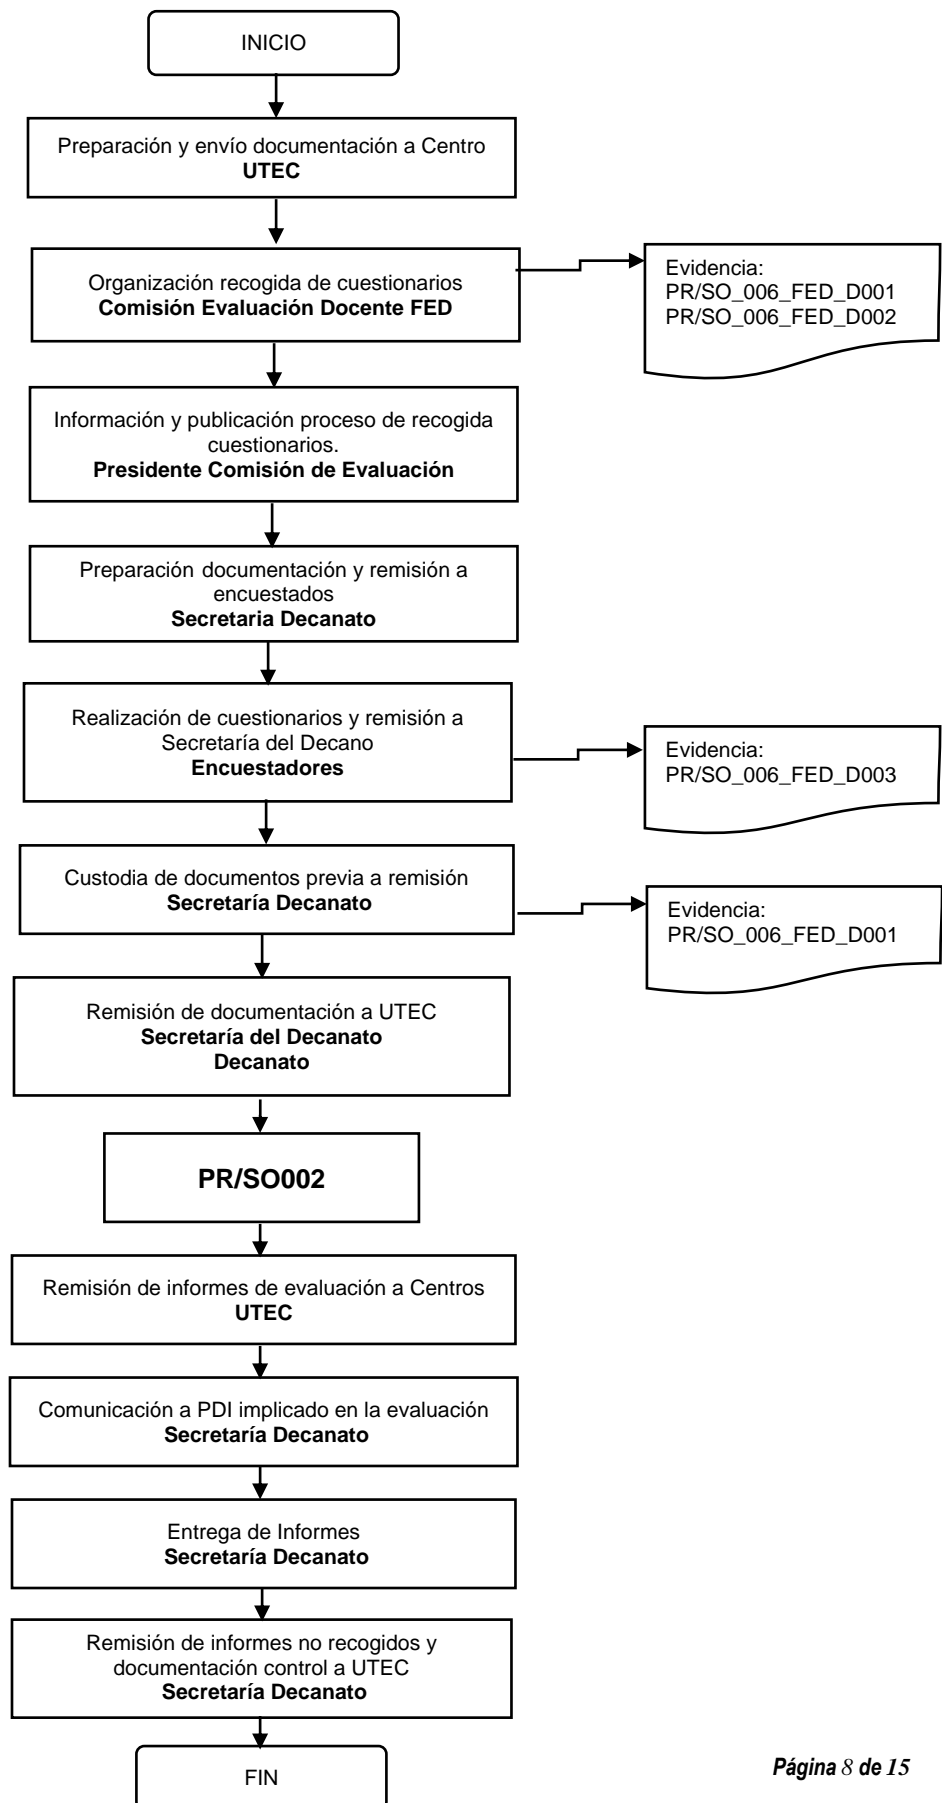 INICIO
Preparación y envío documentación a Centro
UTEC
Organización recogida de cuestionarios
Comisión Evaluación Docente FED
Evidencia:
PR/SO_006_FED_D001
PR/SO_006_FED_D002
Información y publicación proceso de recogida
cuestionarios.
Presidente Comisión de Evaluación
Preparación documentación y remisión a
encuestados
Secretaria Decanato
Realización de cuestionarios y remisión a
Secretaría del Decano
Encuestadores
Evidencia:
PR/SO_006_FED_D003
Custodia de documentos previa a remisión
Secretaría Decanato
Evidencia:
PR/SO_006_FED_D001
Remisión de documentación a UTEC
Secretaría del Decanato
Decanato
PR/SO002
Remisión de informes de evaluación a Centros
UTEC
Comunicación a PDI implicado en la evaluación
Secretaría Decanato
Entrega de Informes
Secretaría Decanato
Remisión de informes no recogidos y
documentación control a UTEC
Secretaría Decanato
FIN
Página 8 de 15